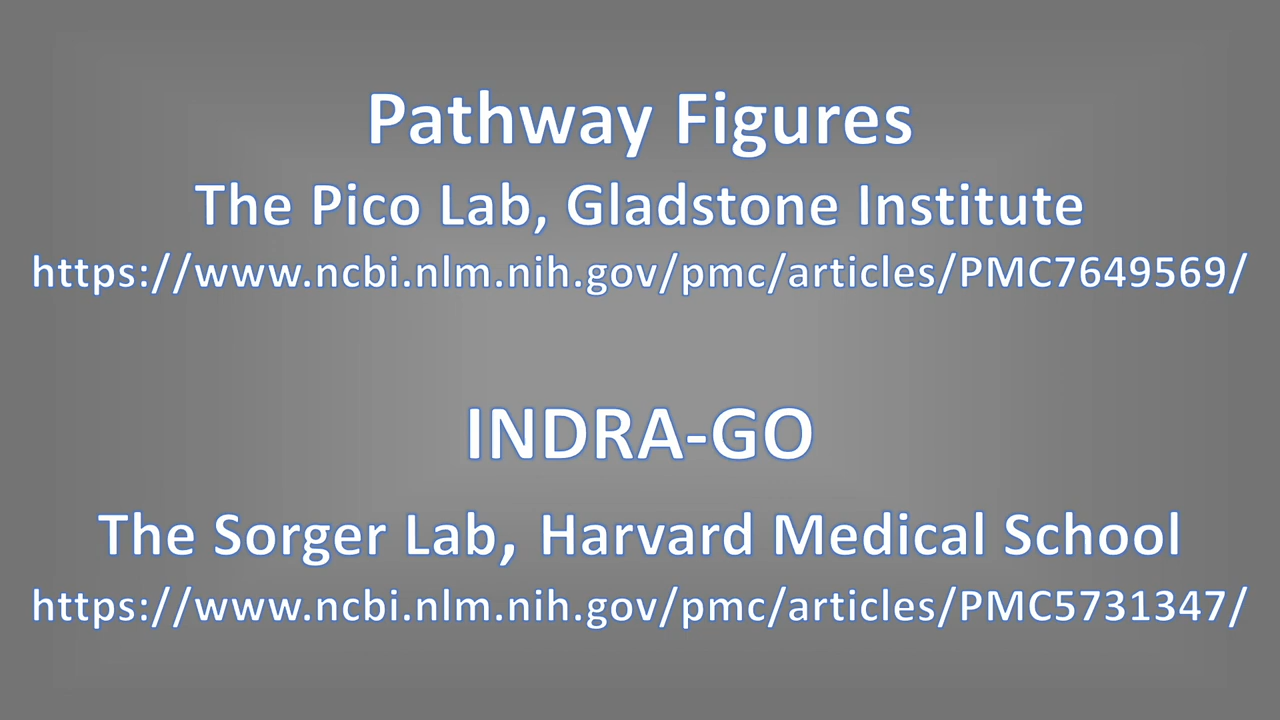 Pathway Figures
The Pico Lab, Gladstone Institute
https://www.ncbi.nlm.nih.gov/pmc/articles/PMC7649569/
INDRA-GO
The Sorger Lab, Harvard Medical School
https://www.ncbi.nlm.nih.gov/pmc/articles/PMC5731347/